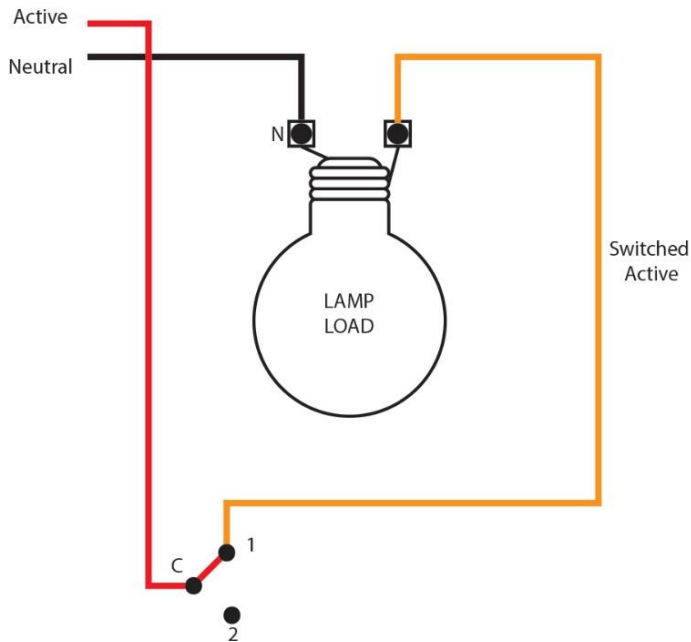 Active
Neutral
N
Switched
Active
LAMP
LOAD
1
C
2